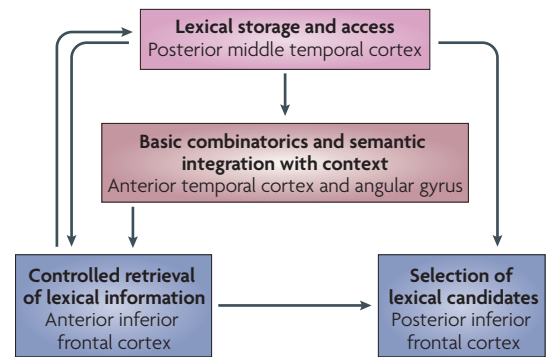 Lexical storage and access
Posterior middle temporal cortex
Basic combinatorics and semantic
integration with context
Anterior temporal cortex and angular gyrus
Controlled retrieval
of lexical information
Anterior inferior
frontal cortex
Selection of
lexical candidates
Posterior inferior
frontal cortex